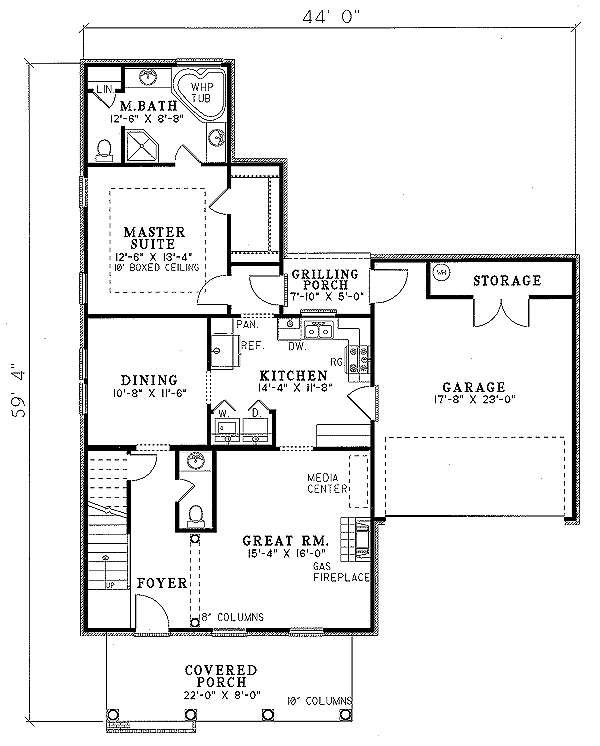 44' 0"
WHP
TUB
LIN.
M.BATH
12'-6" X 8'-8"
MASTER
SUITE
12'-6" X 13'-4"
10' BOXED CEILING
GRILLING
PORCH
7'-10" X 5'-0"
WH
STORAGE
PAN.
REF.
DW.
RG
59' 4"
DINING
10'-8" X 11'-6"
KITCHEN
14'-4" X 11'-8"
GARAGE
17'-8" X 23'-0"
W.
D.
MEDIA
CENTER
GREAT RM.
15'-4" X 16'-0"
GAS
FIREPLACE
UP
FOYER
8" COLUMNS
COVERED
PORCH
22'-0" X 8'-0"
10" COLUMNS